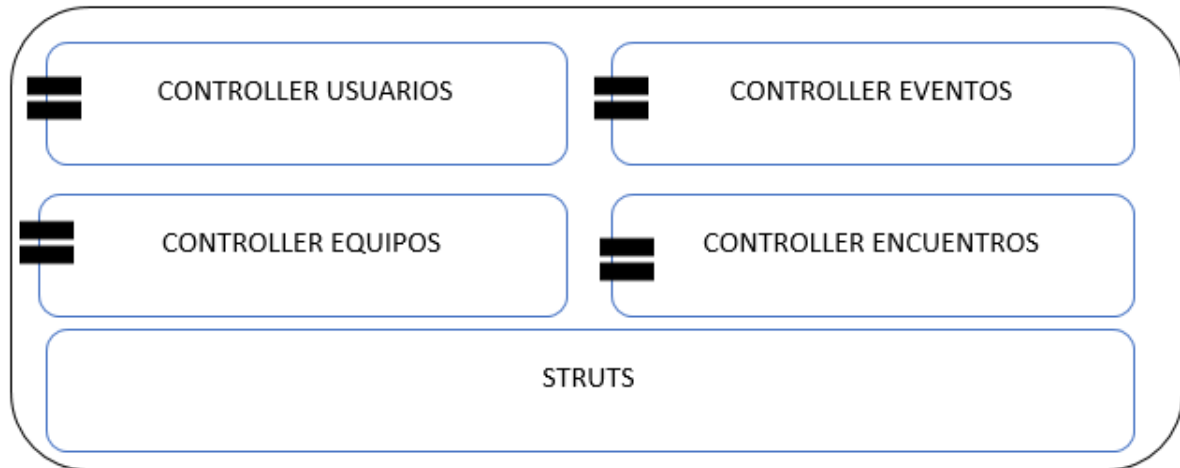 CONTROLLER USUARIOS
CONTROLLER EVENTOS
CONTROLLER EQUIPOS
CONTROLLER ENCUENTROS
STRUTS